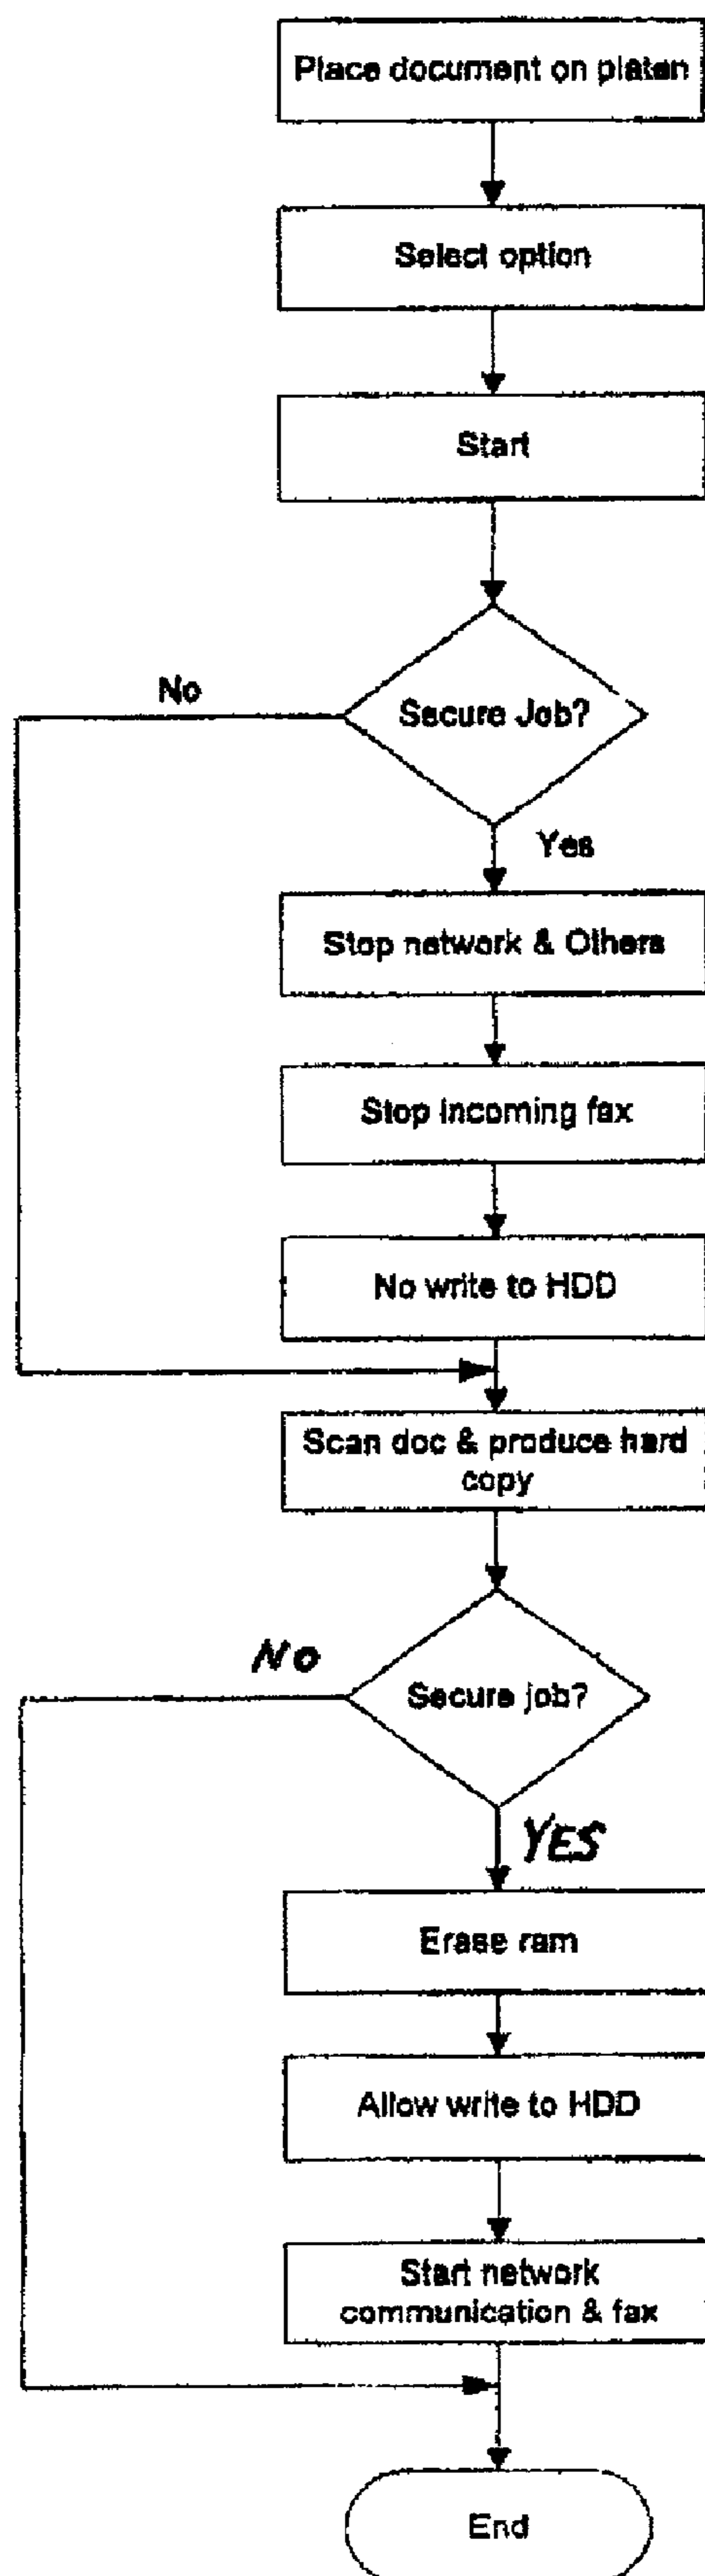 Place document on platen
Select option
Start
Secure Job?
No
Yes
Stop network & Others
Stop incoming fax
No write to HDD
Scan doc & produce hard
copy
Secure job?
NO
YES
Erase ram
Allow write to HDD
Start network
communication & fax
End